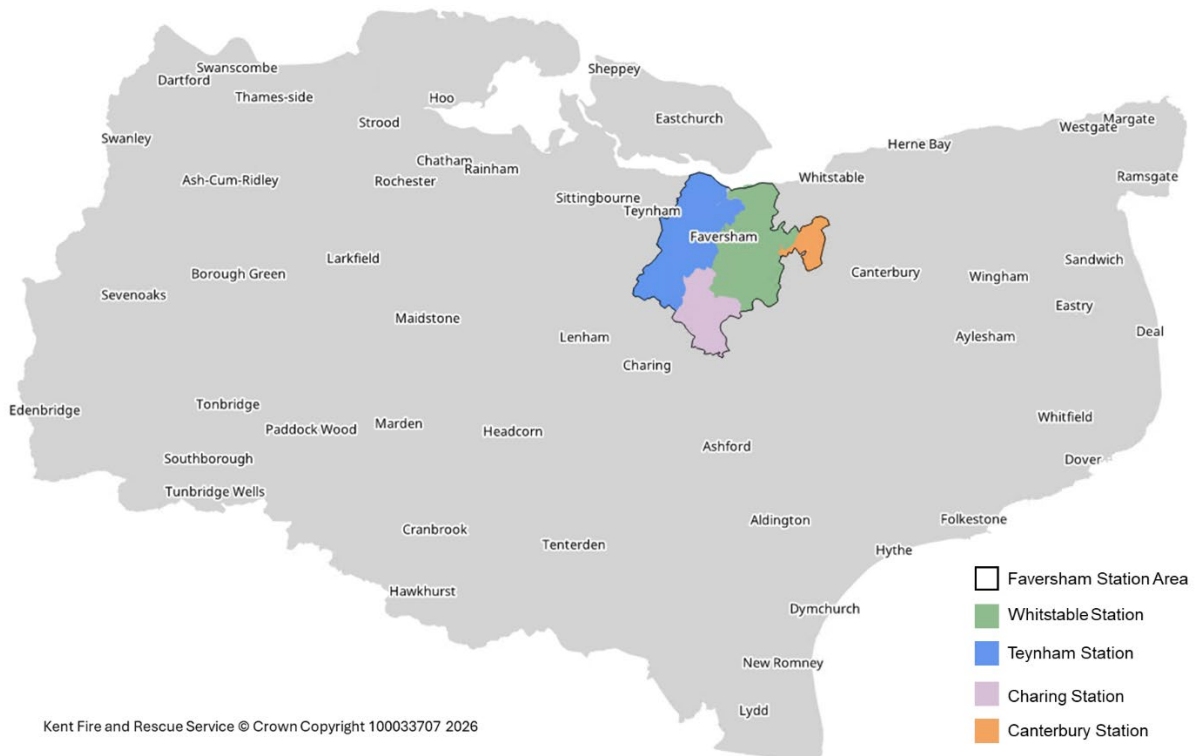 Swanscombe
Dartford
Thames-side
Sheppey
Hoo
Eastchurch
Strood
Swanley
Margate
Westgate
Herne Bay
Chatham
Rainham
Whitstable
Ramsgate
Ash-Cum-Ridley
Rochester
Sittingbourne
Teynham
Faversham
Larkfield
Borough Green
Sandwich
Canterbury
Wingham
Sevenoaks
Eastry
Maidstone
Deal
Lenham
Aylesham
Charing
Edenbridge
Tonbridge
Whitfield
Paddock Wood
Marden
Headcorn
Ashford
Southborough
Dover
Tunbridge Wells
Aldington
Folkestone
Cranbrook
Tenterden
Hythe
Hawkhurst
Dymchurch
New Romney
Lydd
Faversham Station Area
Whitstable Station
Teynham Station
Charing Station
Canterbury Station
Kent Fire and Rescue Service © Crown Copyright 100033707 2026